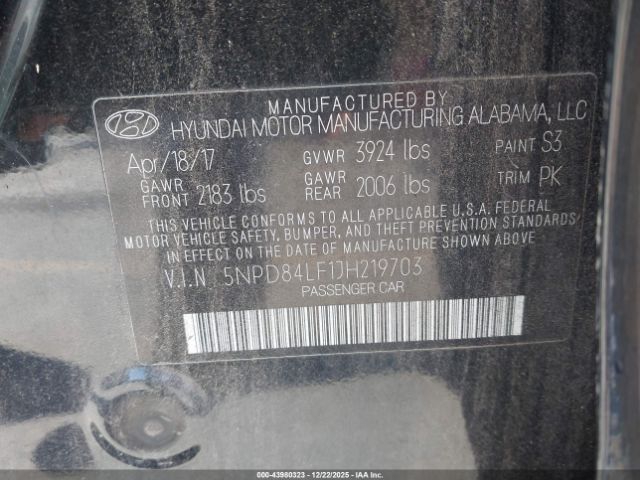 MANUFACTURED BY
HYUNDAI MOTOR MANUFACTURING ALABAMA, LLC
Apr/18/17 GVWR 3924 lbs PAINT S3
GAWR FRONT 2183 lbs GAWR REAR 2006 lbs TRIM PK
THIS VEHICLE CONFORMS TO ALL APPLICABLE U.S.A. FEDERAL
MOTOR VEHICLE SAFETY, BUMPER, AND THEFT PREVENTION STANDARDS
IN EFFECT ON THE DATE OF MANUFACTURE SHOWN ABOVE.
V.I.N 5NPD84LF1JH219703
PASSENGER CAR
000-43980323 - 12/22/2025 - IAAI.COM